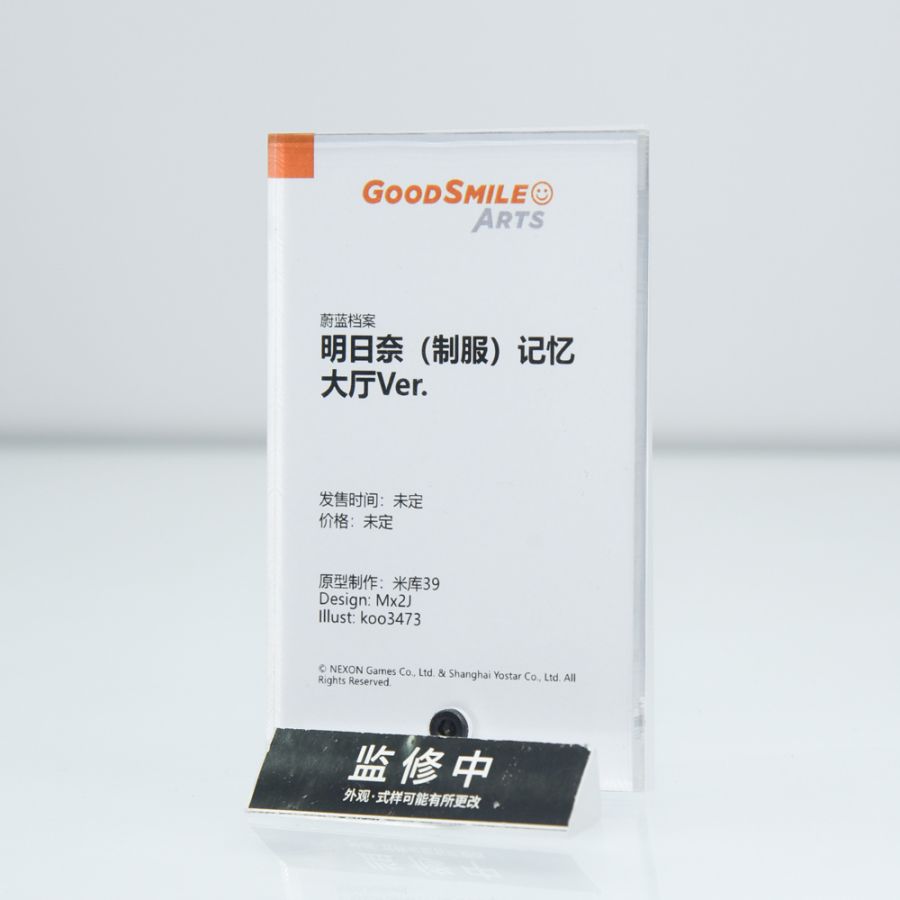 GOODSMILE
ARTS
蔚蓝档案
明日奈（制服）记忆
大厅Ver.
发售时间：未定
价格：未定
原型制作：米库39
Design: Mx2J
Illust: koo3473
© NEXON Games Co., Ltd. & Shanghai Yostar Co., Ltd. All
Rights Reserved.
监修中
外观·式样可能有所更改